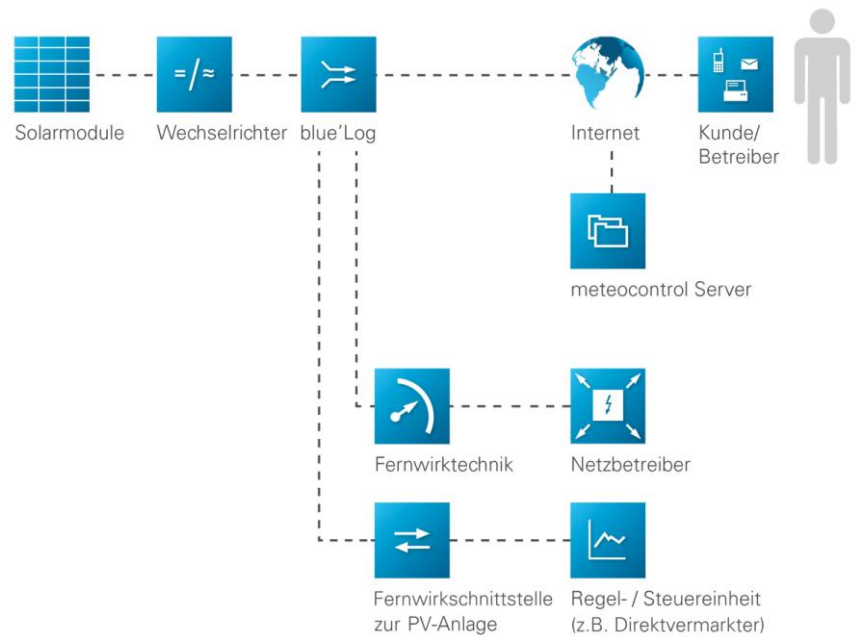 Solarmodule
Wechselrichter
blue'Log
Internet
Kunde/
Betreiber
meteocontrol Server
Fernwirktechnik
Netzbetreiber
Fernwirkschnittstelle
zur PV-Anlage
Regel- / Steuereinheit
(z.B. Direktvermarkter)